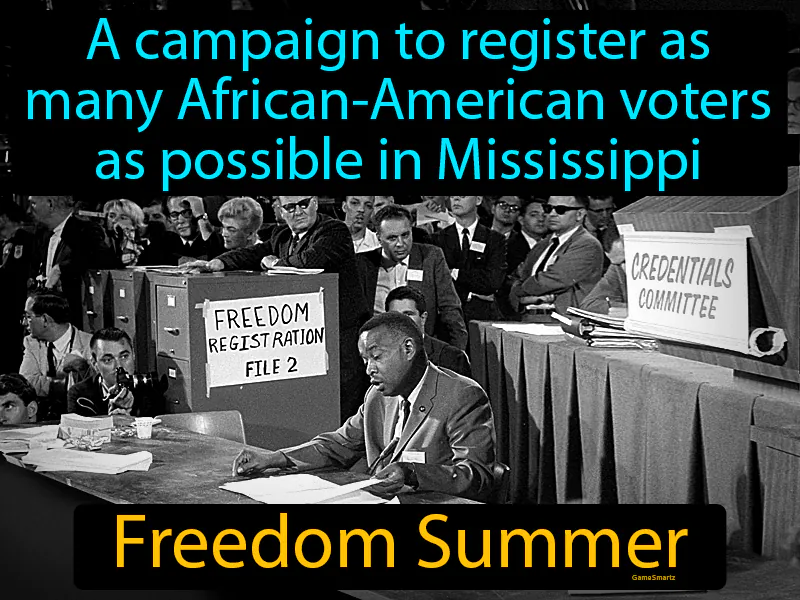 A campaign to register as
many African-American voters
as possible in Mississippi
CREDENTIALS
COMMITTEE
FREEDOM
REGISTRATION
FILE 2
Freedom Summer
GamaSmartz